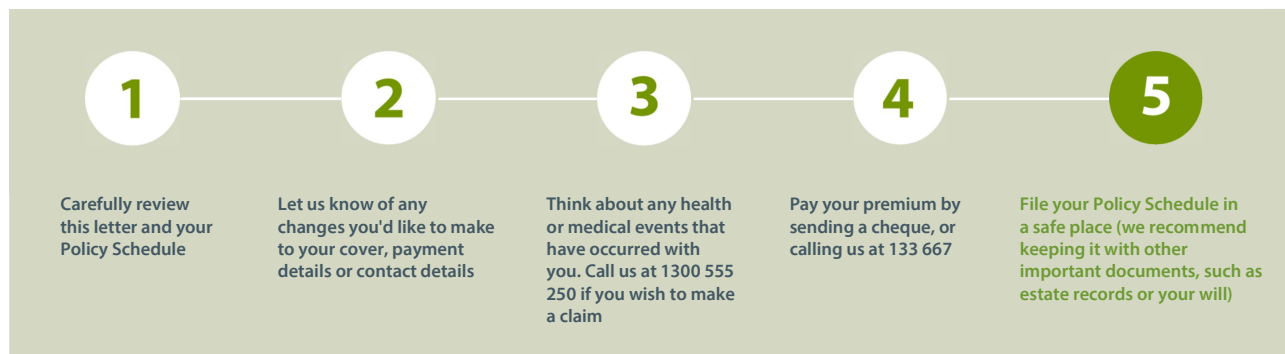 1
Carefully review
this letter and your
Policy Schedule
2
Let us know of any
changes you'd like to make
to your cover, payment
details or contact details
3
Think about any health
or medical events that
have occurred with
you. Call us at 1300 555
250 if you wish to make
a claim
4
Pay your premium by
sending a cheque, or
calling us at 133 667
5
File your Policy Schedule in
a safe place (we recommend
keeping it with other
important documents, such as
estate records or your will)